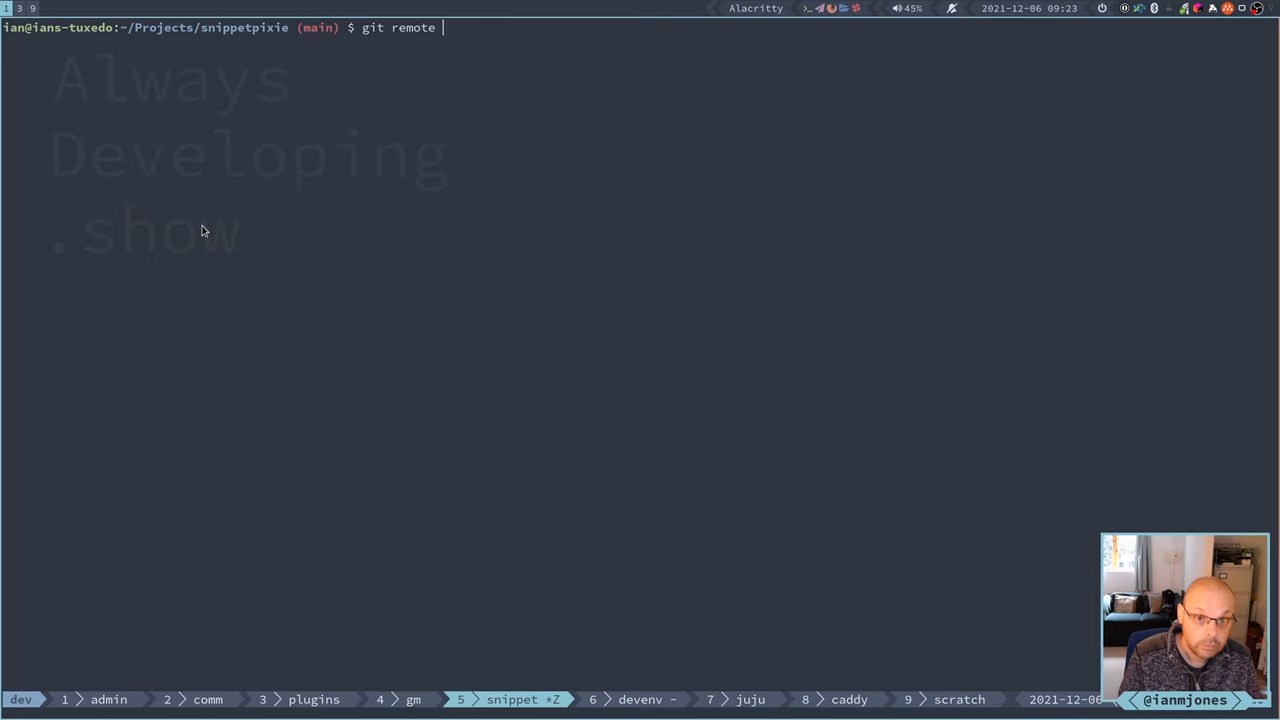 1 3 9 Alacritty 45% 2021-12-06 09:23
ian@ians-tuxedo:~/Projects/snippetpixie (main) $ git remote
Always
Developing
.show
dev 1 admin 2 comm 3 plugins 4 gm 5 snippet *Z 6 devenv - 7 juju 8 caddy 9 scratch 2021-12-06
@ianmjones